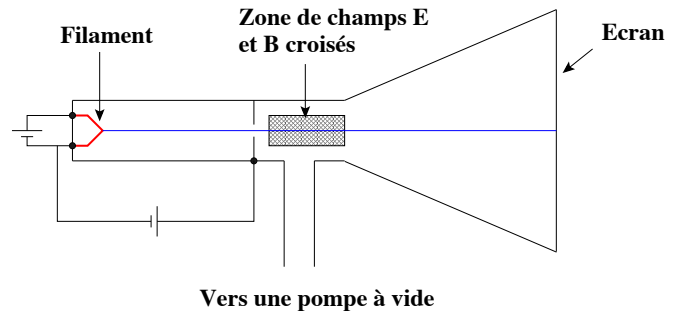 Zone de champs E
et B croisés
Filament
Ecran
Vers une pompe à vide